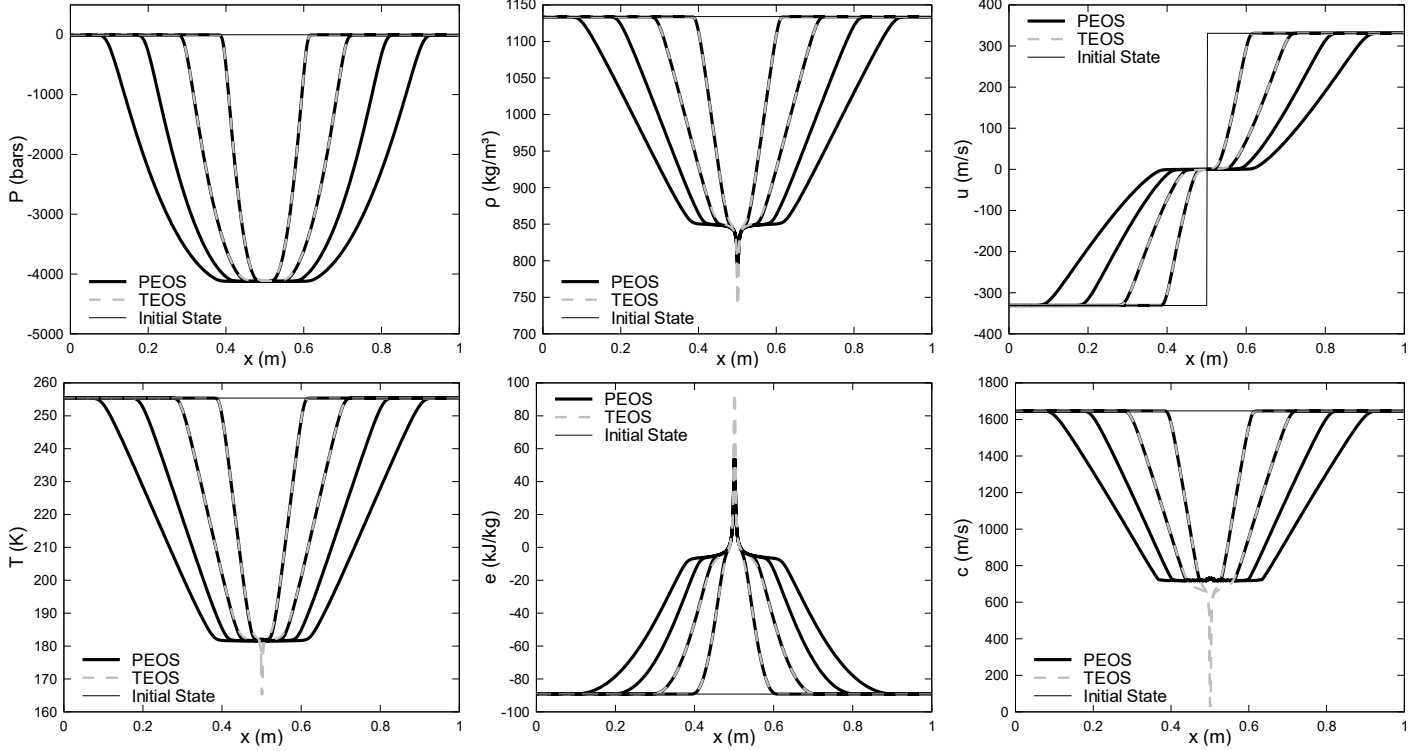 0
-1000
-2000
-3000
-4000
-5000
P (bars)
PEOS
TEOS
Initial State
0 0.2 0.4 0.6 0.8 1
x (m)
1150
1100
1050
1000
950
900
850
800
750
700
ρ (kg/m³)
PEOS
TEOS
Initial State
0 0.2 0.4 0.6 0.8 1
x (m)
400
300
200
100
0
-100
-200
-300
-400
u (m/s)
PEOS
TEOS
Initial State
0 0.2 0.4 0.6 0.8 1
x (m)
260
250
240
230
220
210
200
190
180
170
160
T (K)
PEOS
TEOS
Initial State
0 0.2 0.4 0.6 0.8 1
x (m)
100
80
60
40
20
0
-20
-40
-60
-80
-100
e (kJ/kg)
PEOS
TEOS
Initial State
0 0.2 0.4 0.6 0.8 1
x (m)
1800
1600
1400
1200
1000
800
600
400
200
0
c (m/s)
PEOS
TEOS
Initial State
0 0.2 0.4 0.6 0.8 1
x (m)